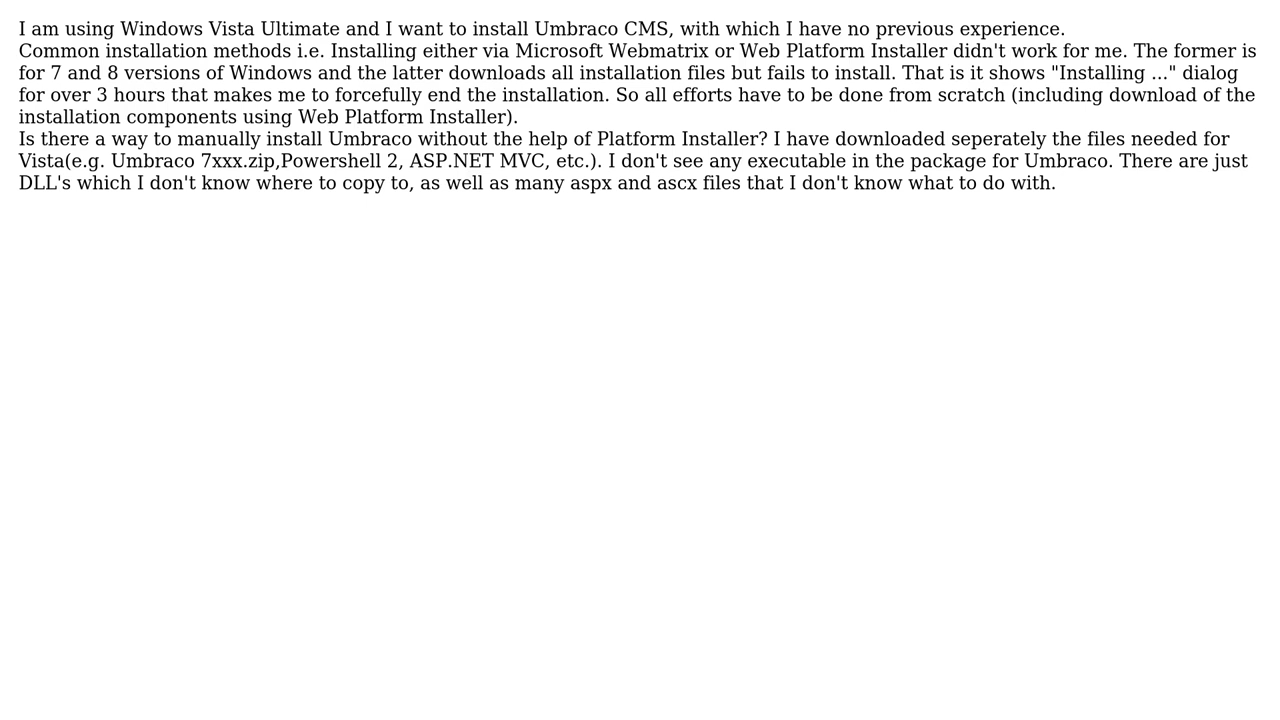 I am using Windows Vista Ultimate and I want to install Umbraco CMS, with which I have no previous experience.
Common installation methods i.e. Installing either via Microsoft Webmatrix or Web Platform Installer didn't work for me. The former is
for 7 and 8 versions of Windows and the latter downloads all installation files but fails to install. That is it shows "Installing ..." dialog
for over 3 hours that makes me to forcefully end the installation. So all efforts have to be done from scratch (including download of the
installation components using Web Platform Installer).
Is there a way to manually install Umbraco without the help of Platform Installer? I have downloaded seperately the files needed for
Vista(e.g. Umbraco 7xxx.zip,Powershell 2, ASP.NET MVC, etc.). I don't see any executable in the package for Umbraco. There are just
DLL's which I don't know where to copy to, as well as many aspx and ascx files that I don't know what to do with.